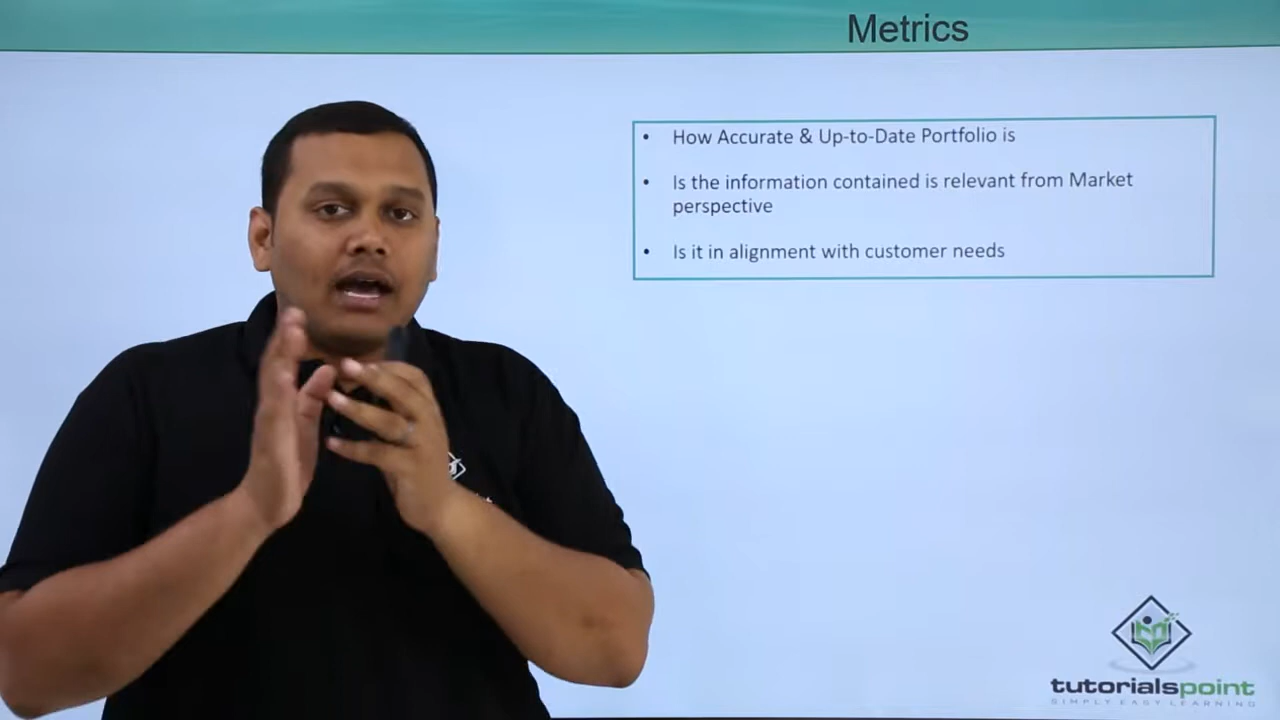 Metrics
• How Accurate & Up-to-Date Portfolio is
• Is the information contained is relevant from Market
perspective
• Is it in alignment with customer needs
tutorialspoint
SIMPLY EASY LEARNING